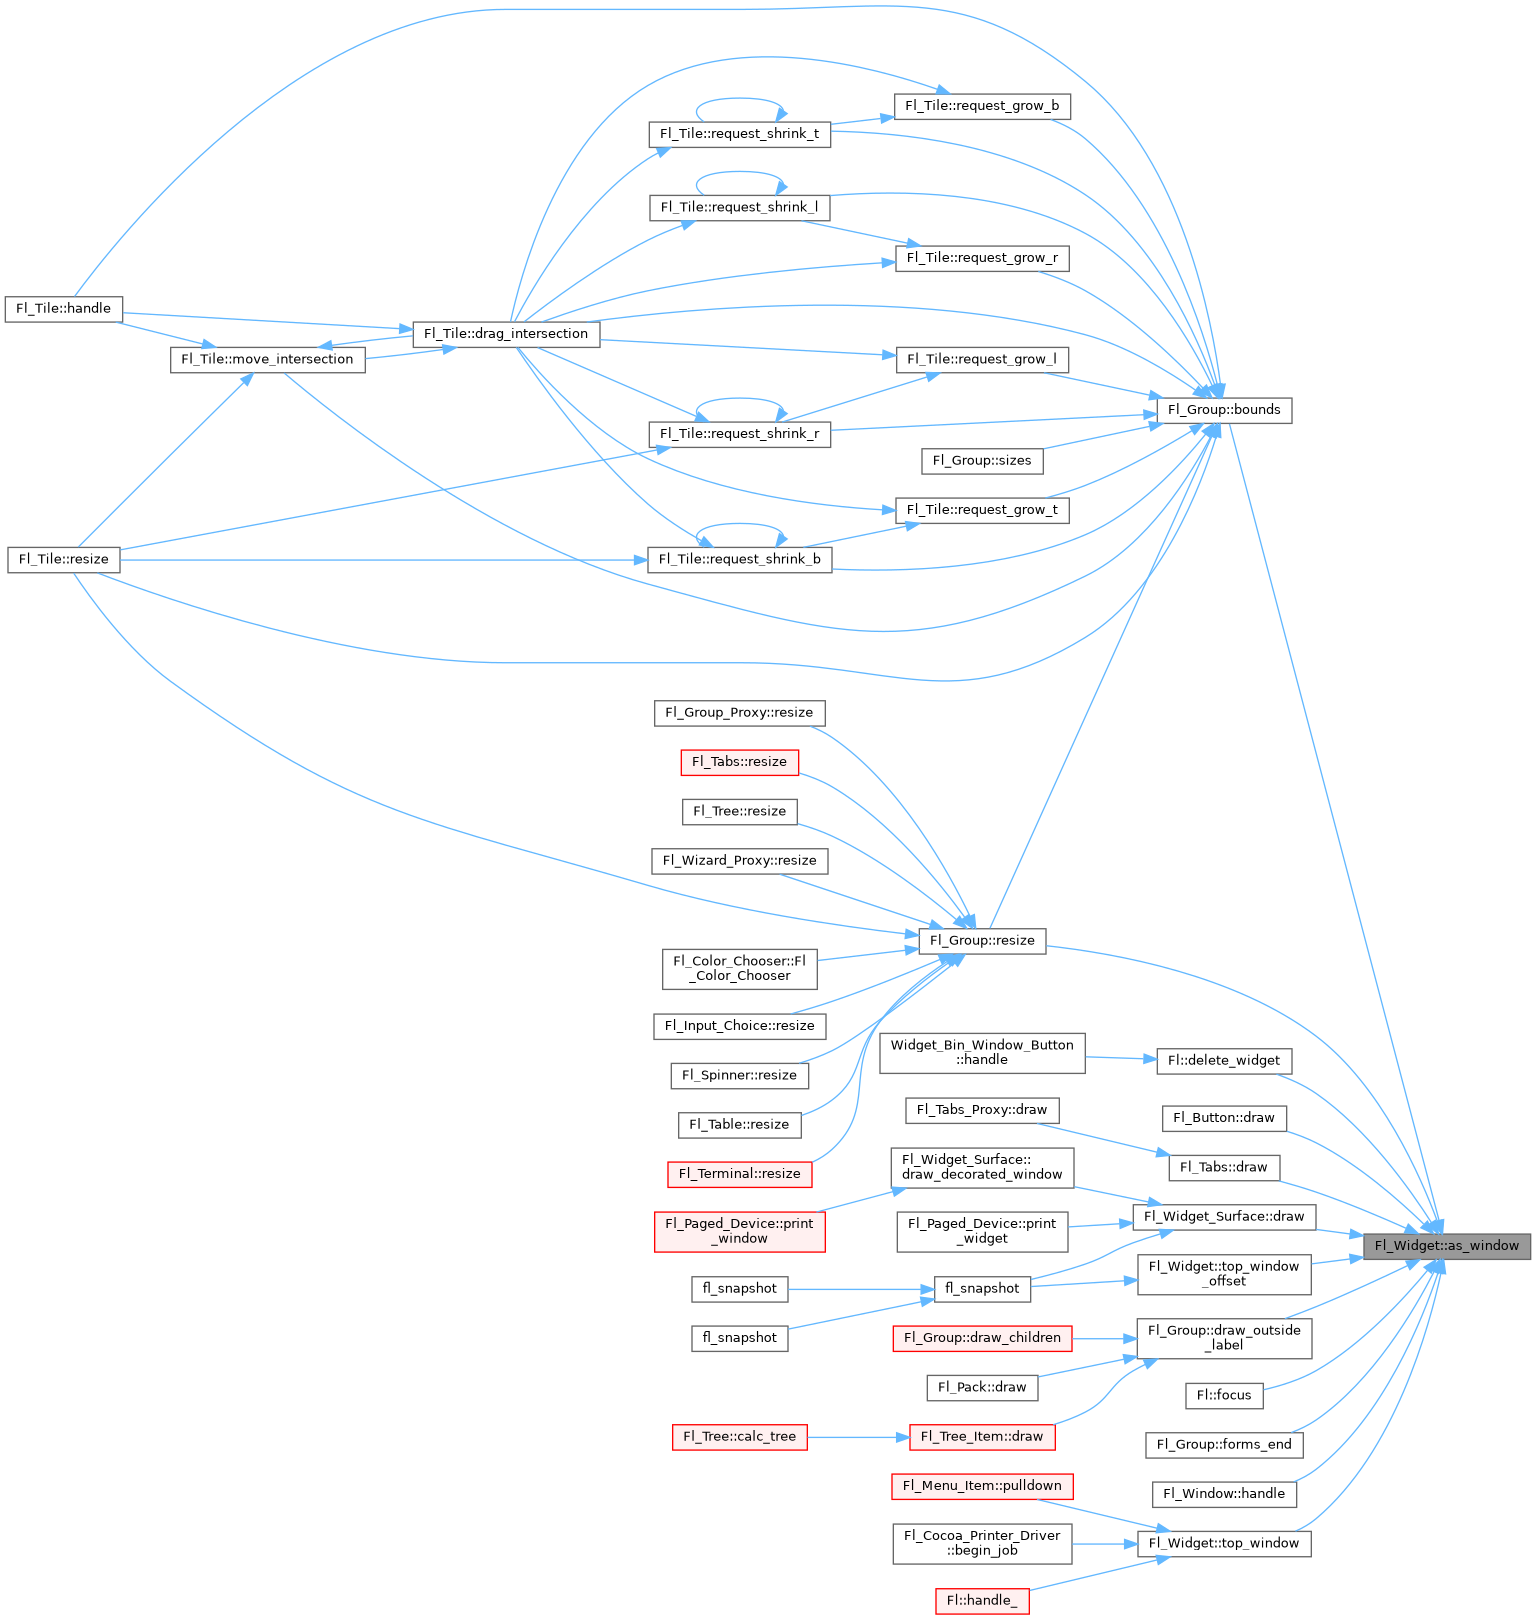 Fl_Tile::request_grow_b
Fl_Tile::request_shrink_t
Fl_Tile::request_shrink_l
Fl_Tile::request_grow_r
Fl_Tile::handle
Fl_Tile::drag_intersection
Fl_Tile::move_intersection
Fl_Tile::request_grow_l
Fl_Group::bounds
Fl_Tile::request_shrink_r
Fl_Group::sizes
Fl_Tile::request_grow_t
Fl_Tile::resize
Fl_Tile::request_shrink_b
Fl_Group_Proxy::resize
Fl_Tabs::resize
Fl_Tree::resize
Fl_Wizard_Proxy::resize
Fl_Group::resize
Fl_Color_Chooser::Fl
_Color_Chooser
Fl_Input_Choice::resize
Widget_Bin_Window_Button
::handle
Fl::delete_widget
Fl_Spinner::resize
Fl_Tabs_Proxy::draw
Fl_Button::draw
Fl_Table::resize
Fl_Widget_Surface::
draw_decorated_window
Fl_Tabs::draw
Fl_Terminal::resize
Fl_Paged_Device::print
_window
Fl_Paged_Device::print
_widget
Fl_Widget_Surface::draw
Fl_Widget::as_window
Fl_Widget::top_window
_offset
fl_snapshot
fl_snapshot
fl_snapshot
Fl_Group::draw_children
Fl_Group::draw_outside
_label
Fl_Pack::draw
Fl::focus
Fl_Tree::calc_tree
Fl_Tree_Item::draw
Fl_Group::forms_end
Fl_Menu_Item::pulldown
Fl_Window::handle
Fl_Cocoa_Printer_Driver
::begin_job
Fl_Widget::top_window
Fl::handle_